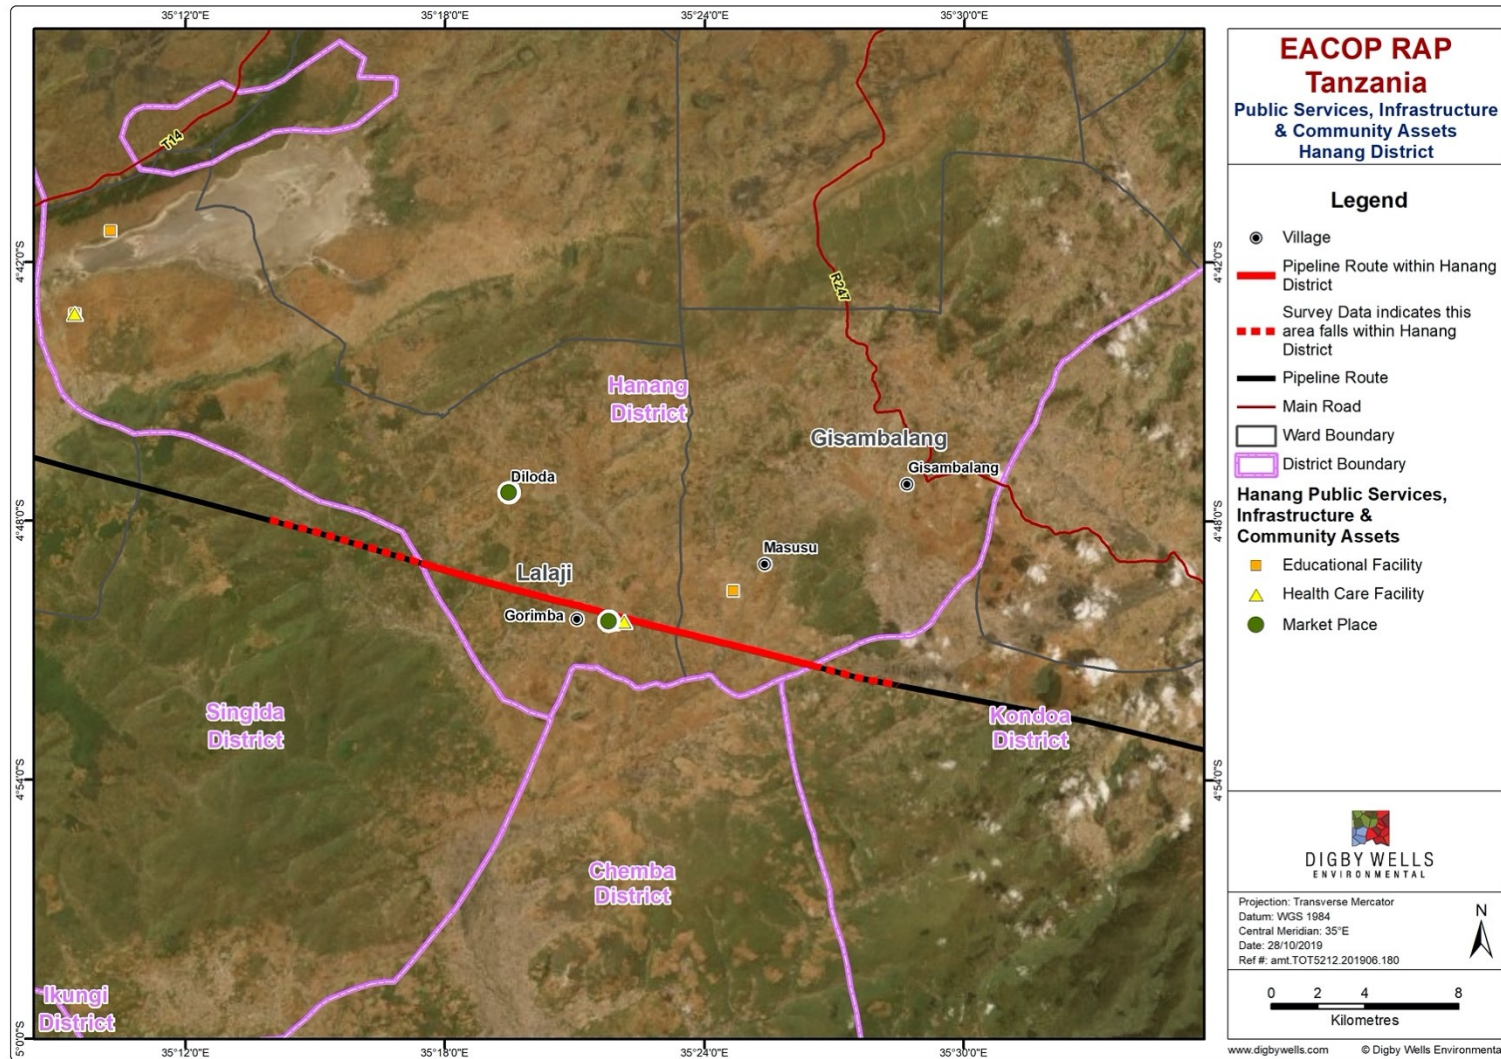 35°12'0"E
35°18'0"E
35°24'0"E
35°30'0"E
4°42'0"S
4°48'0"S
5°0'0"S
4°42'0"S
4°48'0"S
4°54'0"S
4°54'0"S
35°12'0"E
35°18'0"E
35°24'0"E
35°30'0"E
T14
R247
Hanang
District
Gisambalang
Gisambalang
Diloda
Masusu
Lalaji
Gorimba
Singida
District
Kondoa
District
Chemba
District
Ikungi
District
EACOP RAP
Tanzania
Public Services, Infrastructure
& Community Assets
Hanang District
Legend
Village
Pipeline Route within Hanang
District
Survey Data indicates this
area falls within Hanang
District
Pipeline Route
Main Road
Ward Boundary
District Boundary
Hanang Public Services,
Infrastructure &
Community Assets
Educational Facility
Health Care Facility
Market Place
DIGBY WELLS
ENVIRONMENTAL
Projection: Transverse Mercator
Datum: WGS 1984
Central Meridian: 35°E
Date: 28/10/2019
Ref #: amt.TOT5212.201906.180
N
0 2 4 8
Kilometres
www.digbywells.com © Digby Wells Environmenta